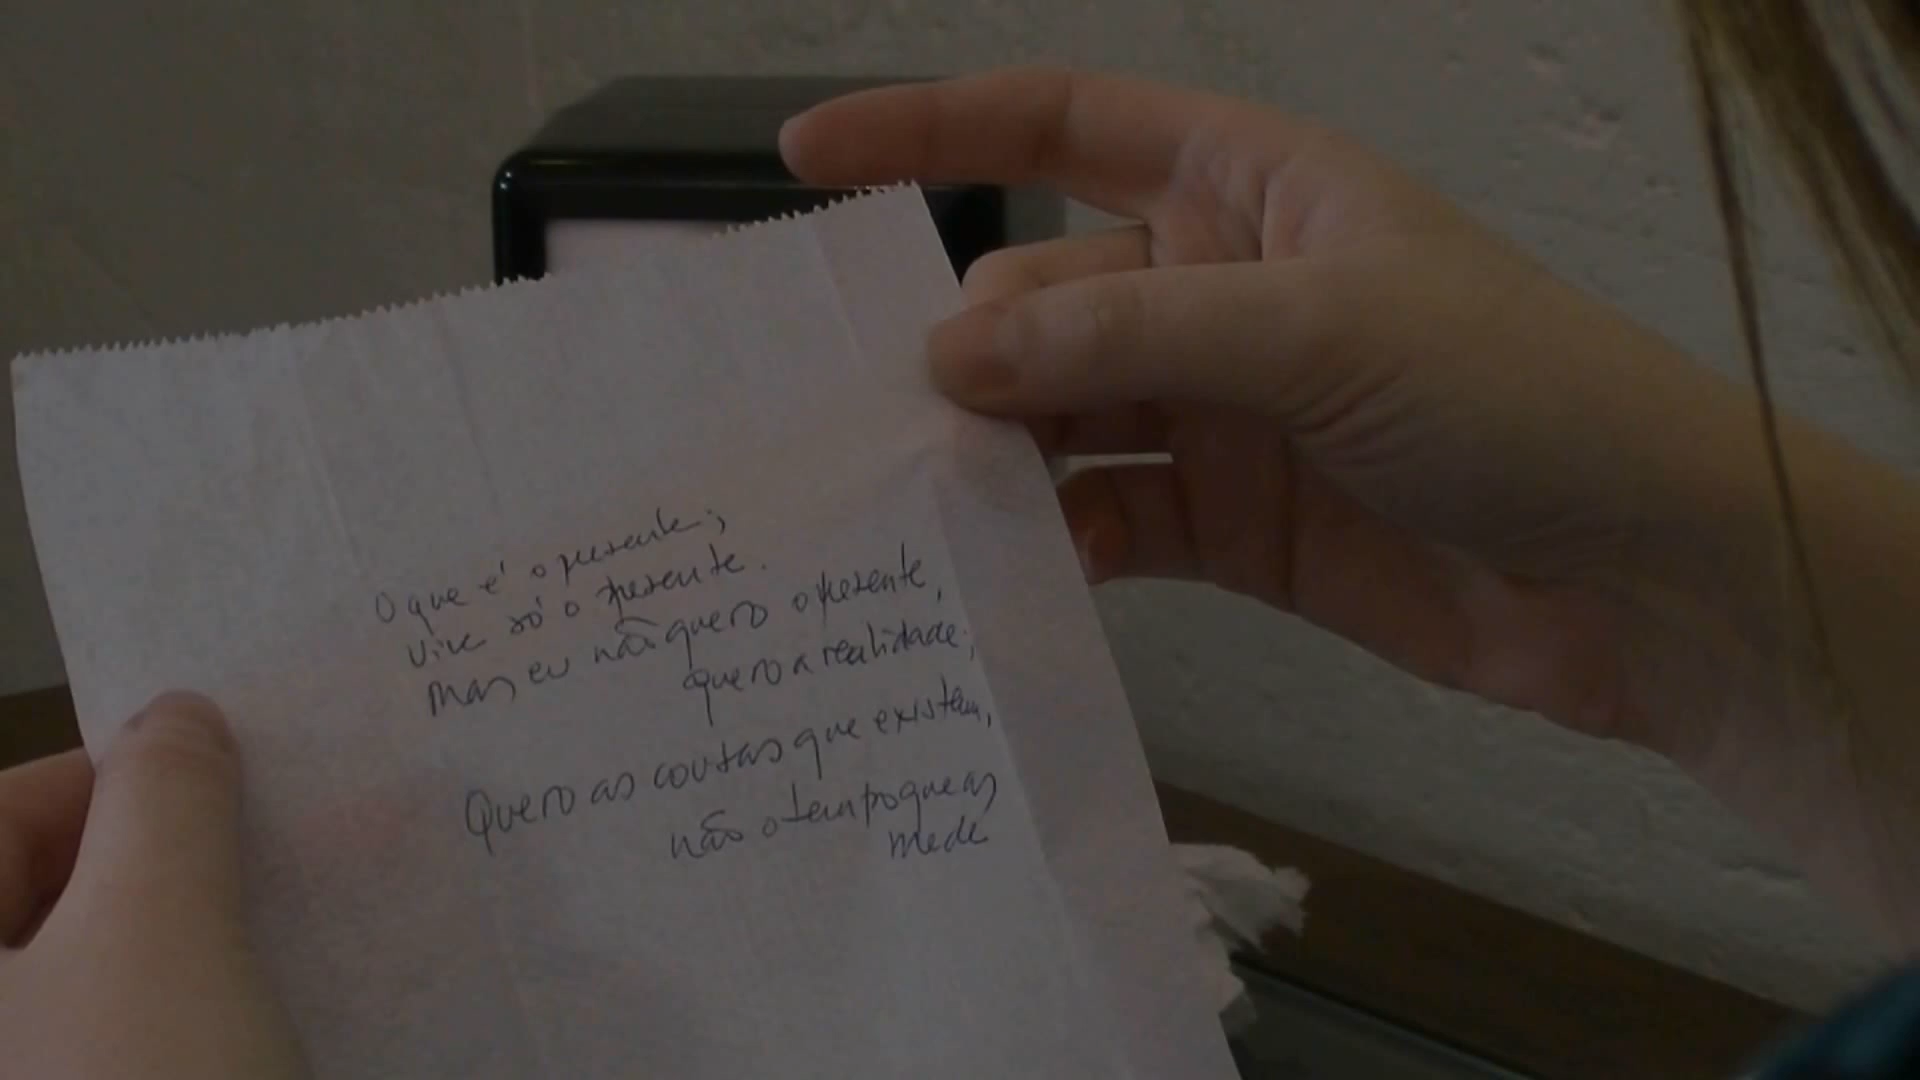 O que é o presente;
vive só o presente.
Mas eu não quero o presente,
quero a realidade;
Quero as coisas que existem,
não o tempo que as
mede